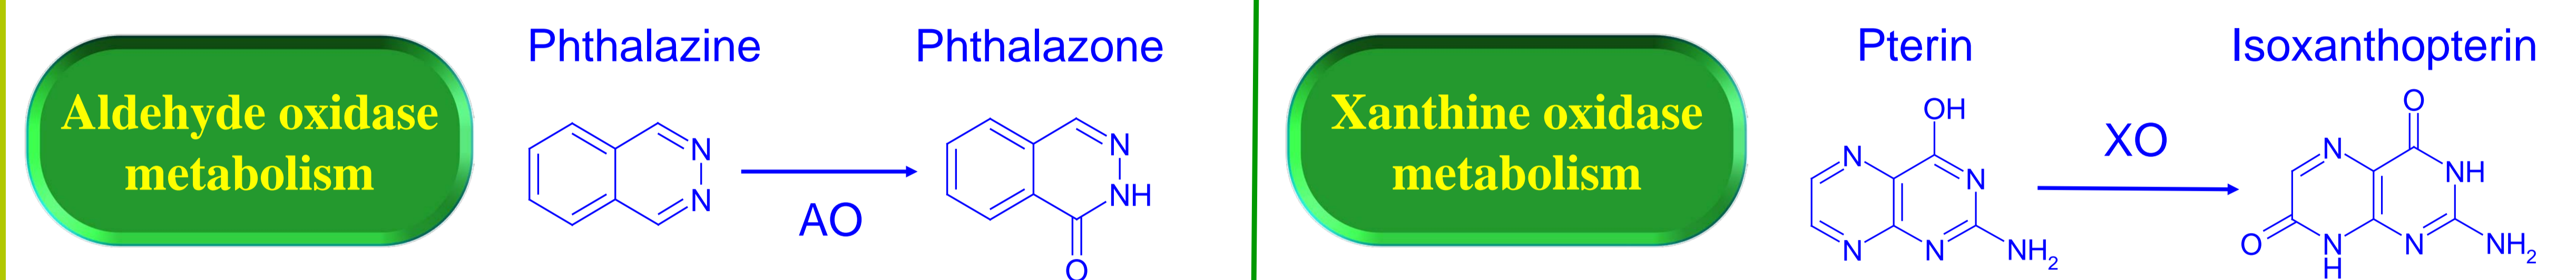 Aldehyde oxidase
metabolism
Phthalazine
N
N
AO
Phthalazone
N
NH
O
Xanthine oxidase
metabolism
Pterin
OH
N
N
N
N
NH2
XO
Isoxanthopterin
O
N
NH
O
N
H
N
NH2